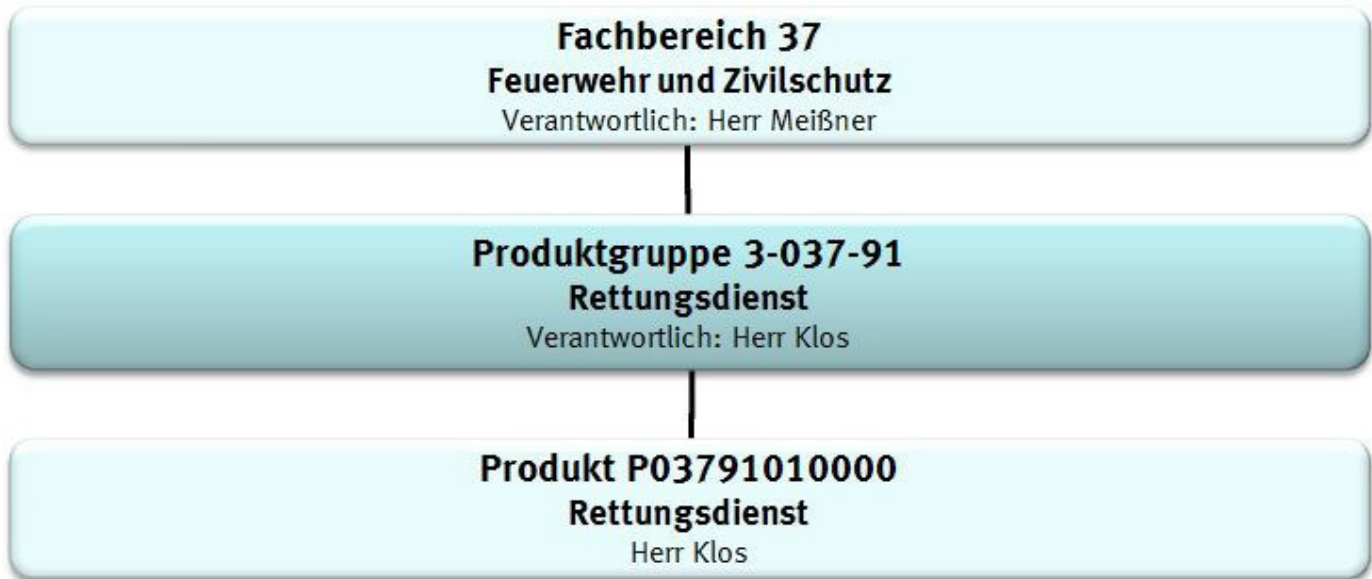 Fachbereich 37
Feuerwehr und Zivilschutz
Verantwortlich: Herr Meißner
Produktgruppe 3-037-91
Rettungsdienst
Verantwortlich: Herr Klos
Produkt P03791010000
Rettungsdienst
Herr Klos